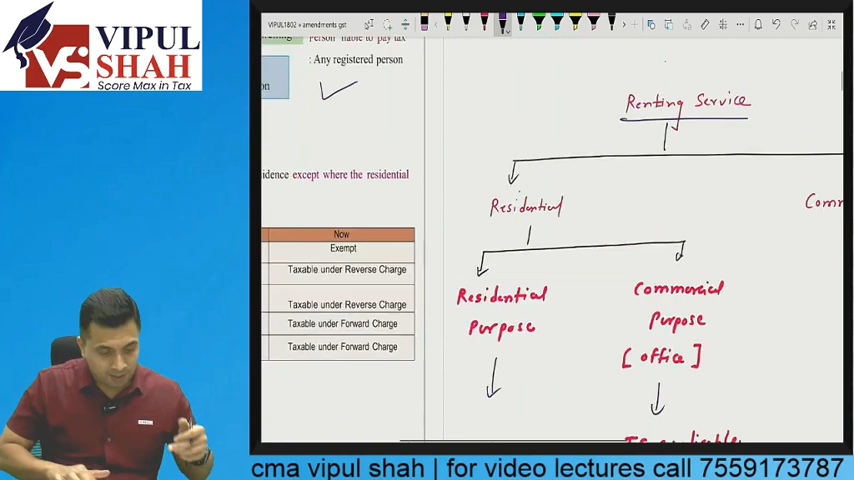 VIPUL
SHAH
Score Max in Tax
VIPUL1802 + amendments gst
Person liable to pay tax
: Any registered person
on
idence except where the residential
Now
Exempt
Taxable under Reverse Charge
Taxable under Reverse Charge
Taxable under Forward Charge
Taxable under Forward Charge
Renting Service
Residential
Comm
Residential
Purpose
Commercial
Purpose
[office]
cma vipul shah | for video lectures call 7559173787